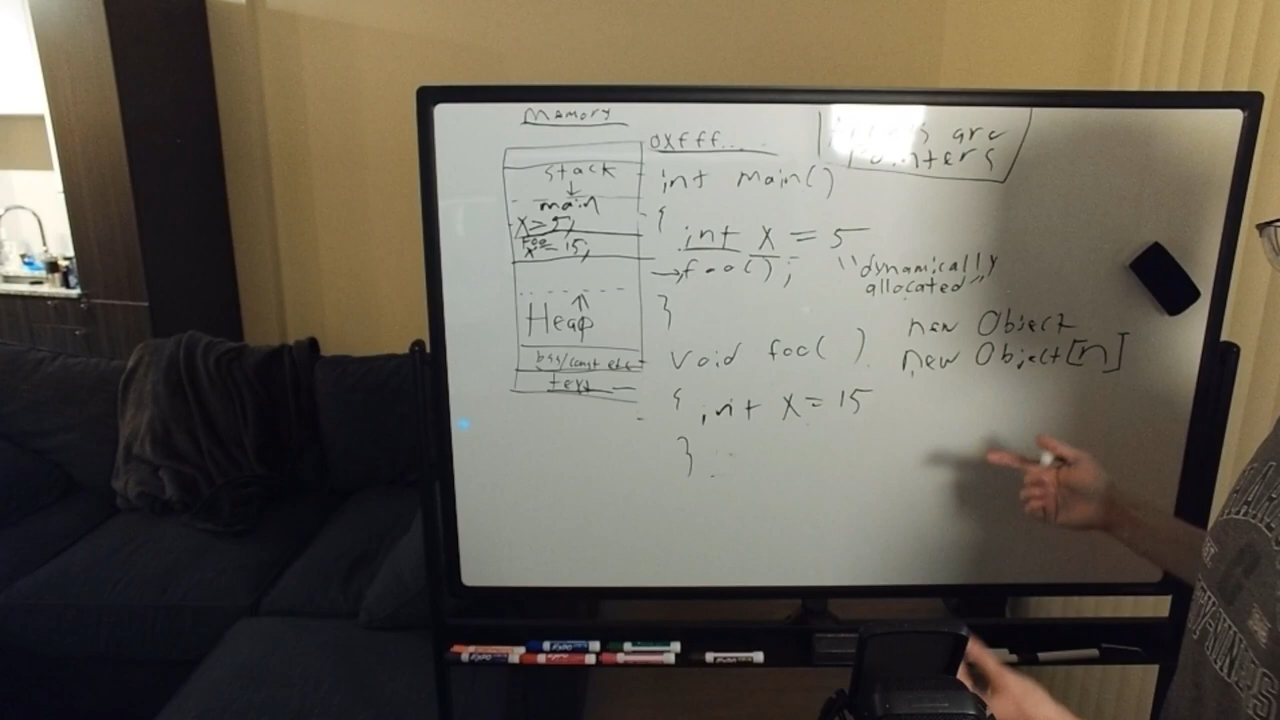 Memory
0xfff....
stack
main
x = 5;
Foo
x = 15;
Heap
bss/const etc
text
are
int main()
{
int x = 5
foo();
}
"dynamically
allocated"
new Object
new Object[n]
void foo( )
{ int x = 15
}